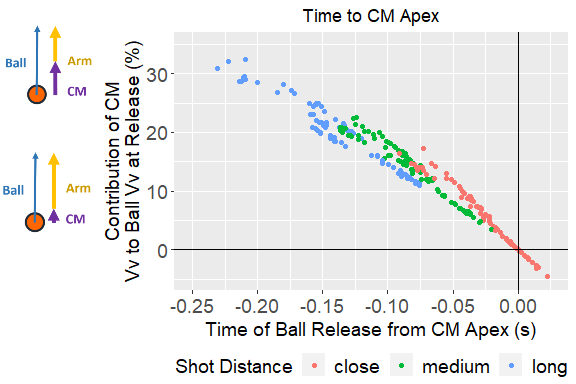 Time to CM Apex
Ball
Arm
CM
Ball
Arm
CM
Contribution of CM
Vv to Ball Vv at Release (%)
30
20
10
0
-0.25 -0.20 -0.15 -0.10 -0.05 0.00
Time of Ball Release from CM Apex (s)
Shot Distance close medium long